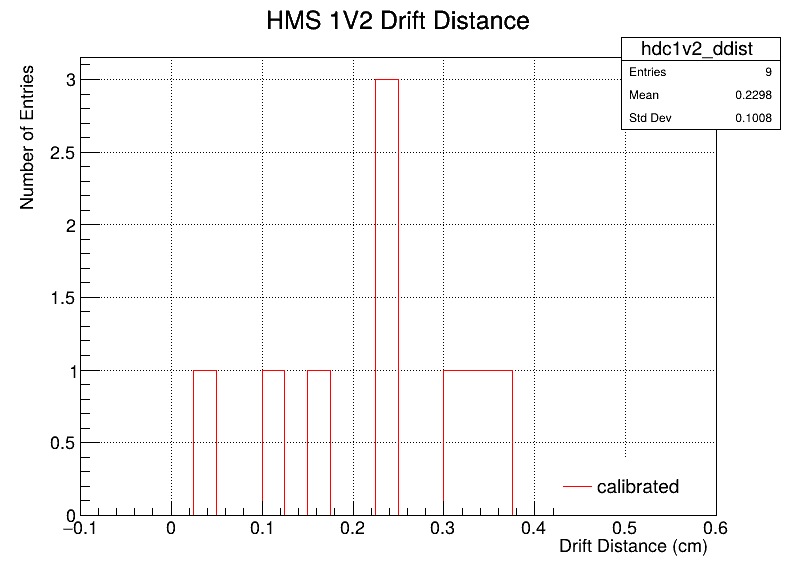 HMS 1V2 Drift Distance
hdc1v2_ddist
Entries 9
Mean 0.2298
Std Dev 0.1008
Number of Entries
3
2.5
2
1.5
1
0.5
0
calibrated
−0.1 0 0.1 0.2 0.3 0.4 0.5 0.6
Drift Distance (cm)